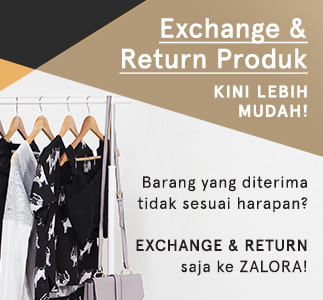 Exchange &
Return Produk
KINI LEBIH
MUDAH!
Barang yang diterima
tidak sesuai harapan?
EXCHANGE & RETURN
saja ke ZALORA!